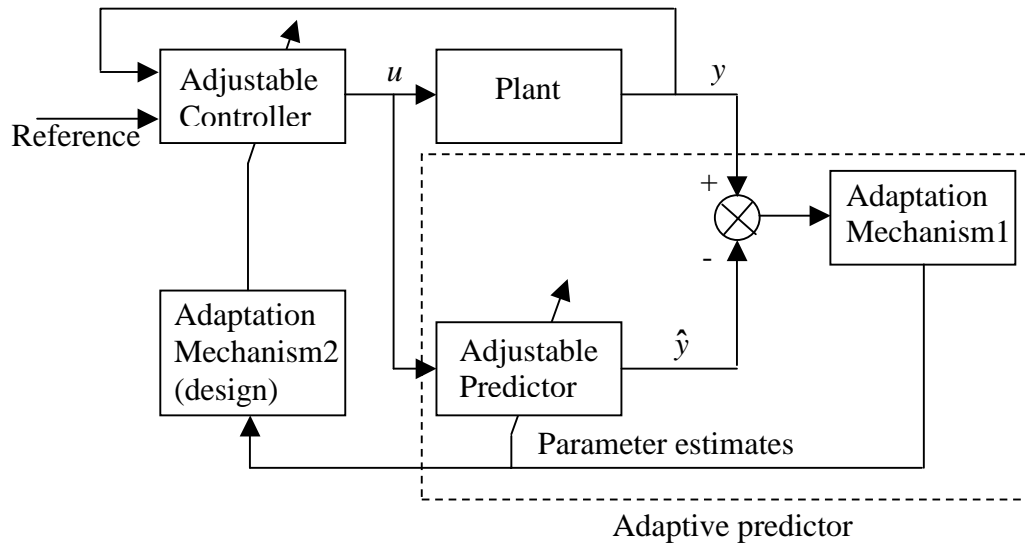 Adjustable
Controller
u
Plant
y
Reference
+
-
Adaptation
Mechanism1
Adaptation
Mechanism2
(design)
Adjustable
Predictor
ŷ
Parameter estimates
Adaptive predictor